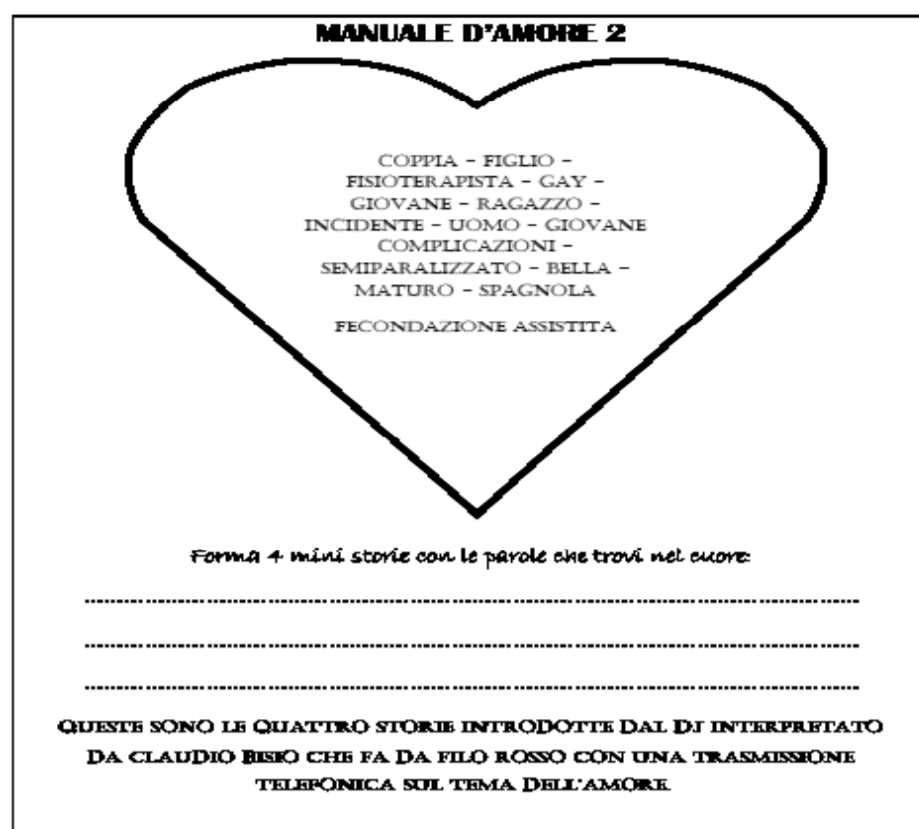 MANUALE D'AMORE 2
COPPIA – FIGLIO –
FISIOTERAPISTA – GAY –
GIOVANE – RAGAZZO –
INCIDENTE – UOMO – GIOVANE
COMPLICAZIONI –
SEMIPARALIZZATO – BELLA –
MATURO – SPAGNOLA
FECONDAZIONE ASSISTITA
Forma 4 mini storie con le parole che trovi nel cuore:
QUESTE SONO LE QUATTRO STORIE INTRODOTTE DAL DJ INTERPRETATO
DA CLAUDIO BISIO CHE FA DA FILO ROSSO CON UNA TRASMISSIONE
TELEFONICA SUL TEMA DELL'AMORE